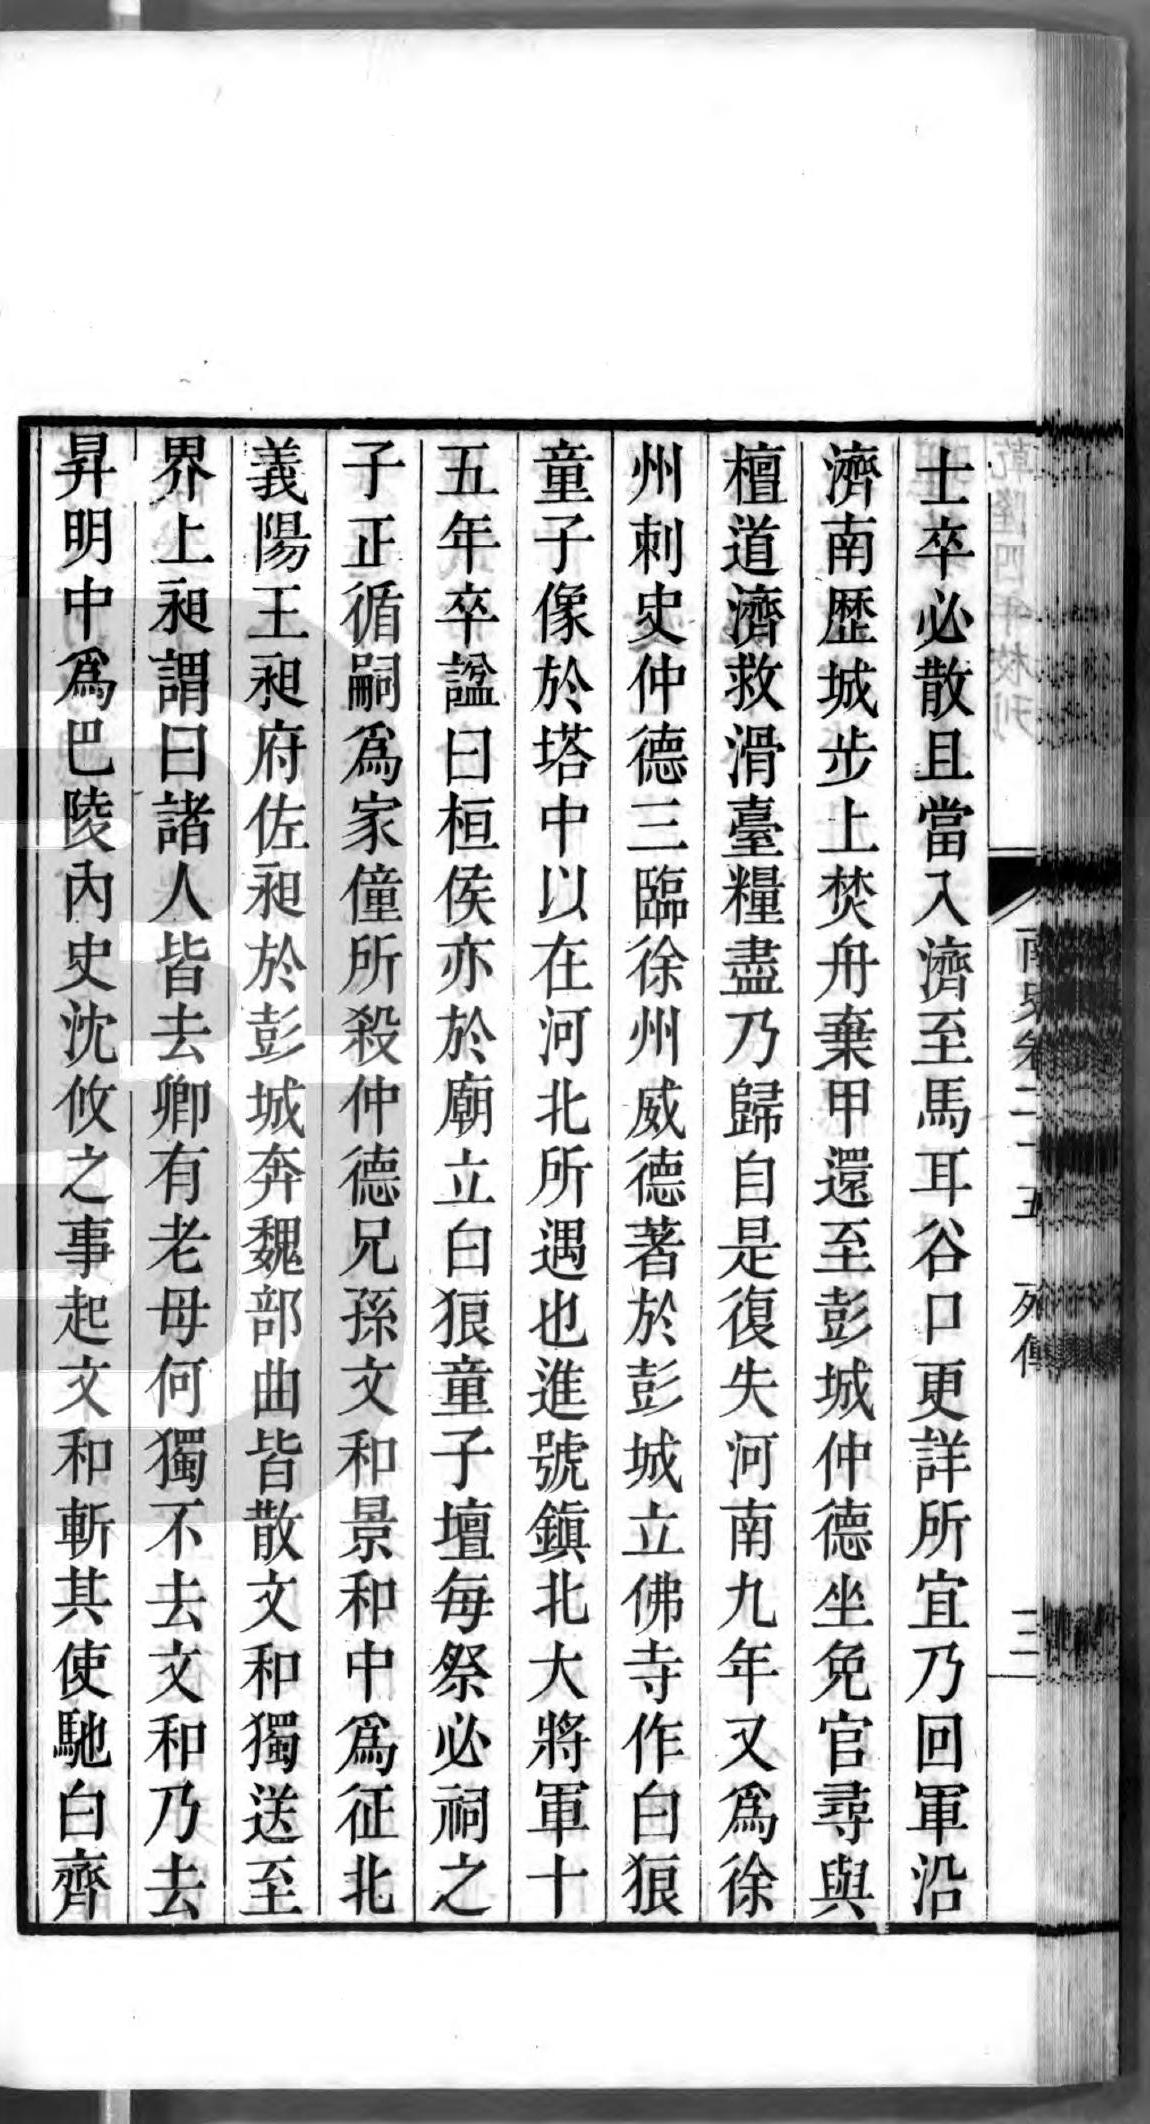 士卒必散且當入濟至馬耳谷口更詳所宜乃回軍沿
濟南歷城步上焚舟棄甲還至彭城仲德坐免官尋與
檀道濟救滑臺糧盡乃歸自是復失河南九年又爲徐
州刺史仲德三臨徐州威德著於彭城立佛寺作白狼
童子像於塔中以在河北所遇也進號鎭北大將軍十
五年卒諡曰桓侯亦於廟立白狼童子壇每祭必祠之
子正循嗣爲家僮所殺仲德兄孫文和景和中爲征北
義陽王昶府佐昶於彭城奔魏部曲皆散文和獨送至
界上昶謂曰諸人皆去卿有老母何獨不去文和乃去
昇明中爲巴陵內史沈攸之事起文和斬其使馳白齊
南史卷二十五 列傳 三